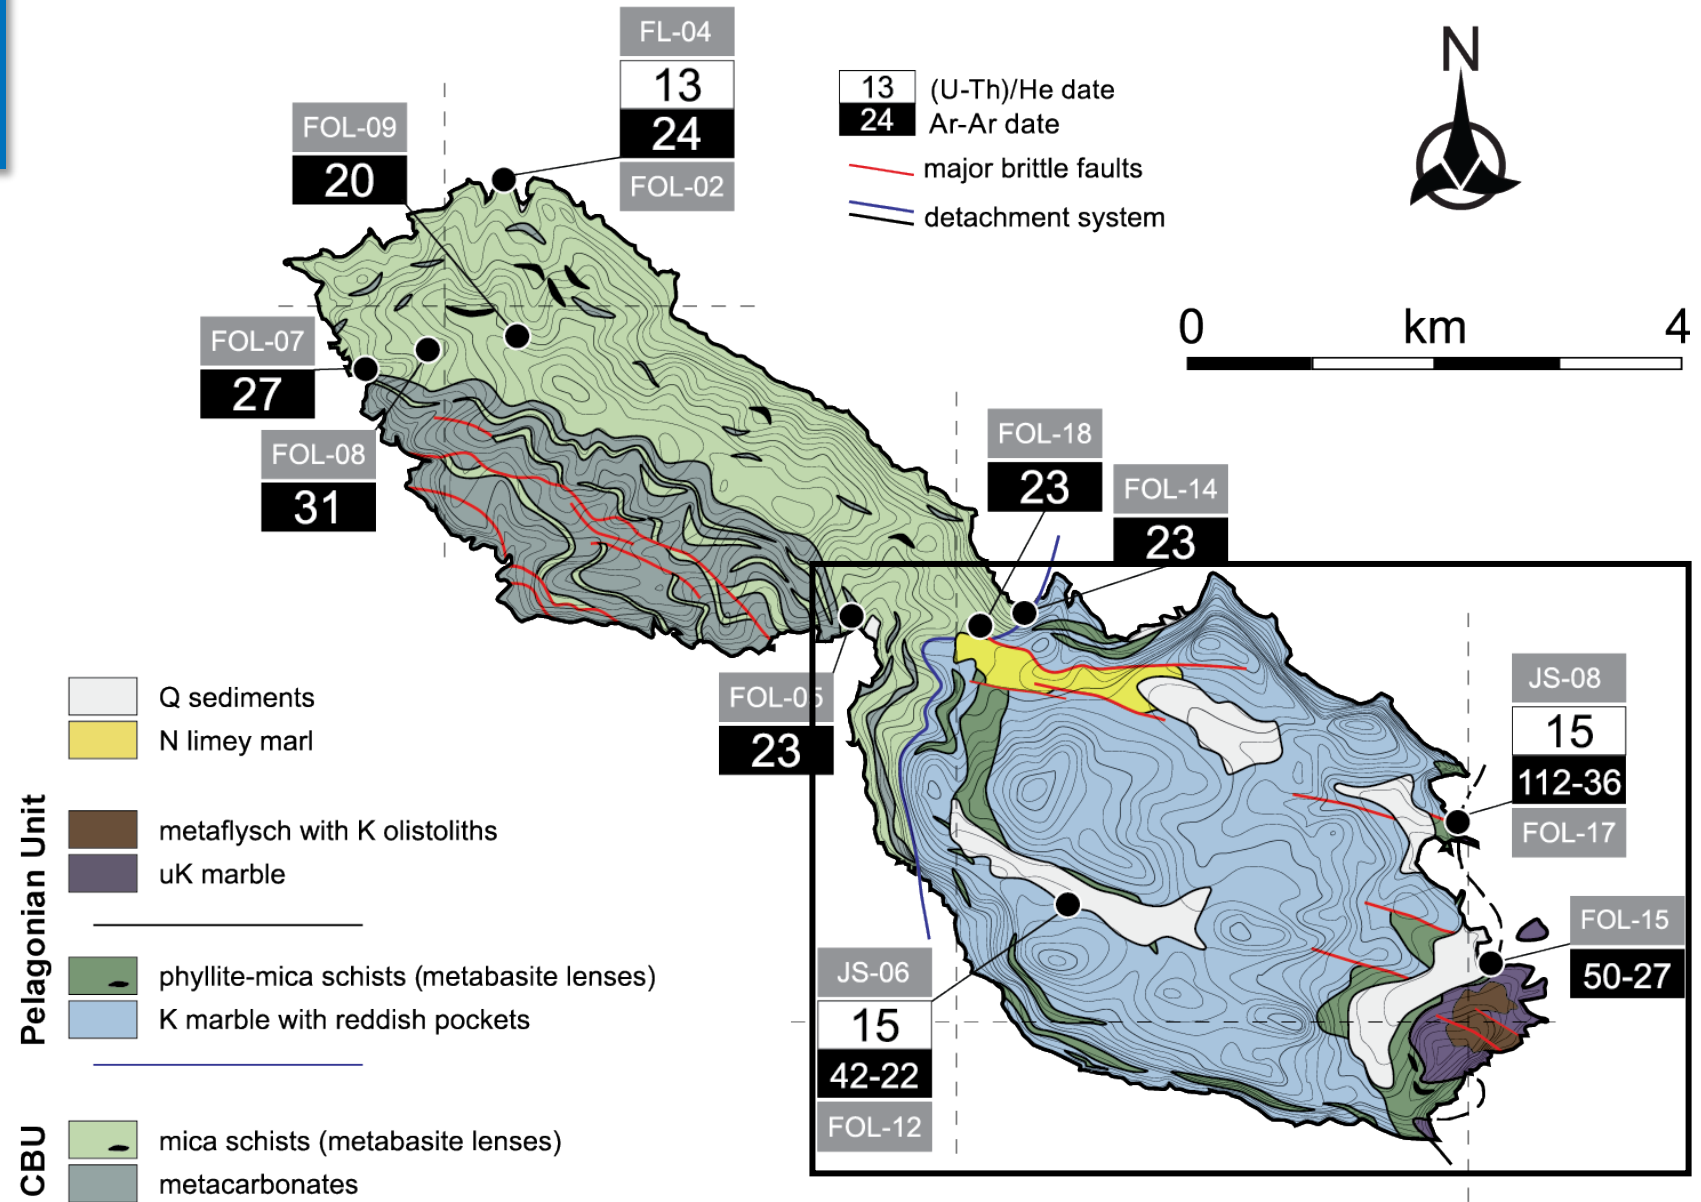 FL-04
13
24
FOL-02
FOL-09
20
13 (U-Th)/He date
24 Ar-Ar date
major brittle faults
detachment system
N
0 km 4
FOL-07
27
FOL-08
31
FOL-18
23
FOL-14
23
FOL-05
23
JS-08
15
112-36
FOL-17
FOL-15
50-27
JS-06
15
42-22
FOL-12
Q sediments
N limey marl
Pelagonian Unit
metaflysch with K olistoliths
uK marble
phyllite-mica schists (metabasite lenses)
K marble with reddish pockets
CBU
mica schists (metabasite lenses)
metacarbonates